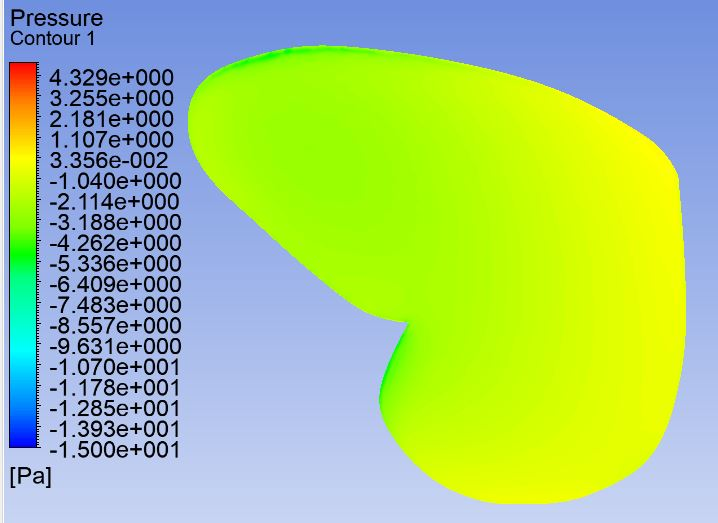 Pressure
Contour 1
4.329e+000
3.255e+000
2.181e+000
1.107e+000
3.356e-002
-1.040e+000
-2.114e+000
-3.188e+000
-4.262e+000
-5.336e+000
-6.409e+000
-7.483e+000
-8.557e+000
-9.631e+000
-1.070e+001
-1.178e+001
-1.285e+001
-1.393e+001
-1.500e+001
[Pa]